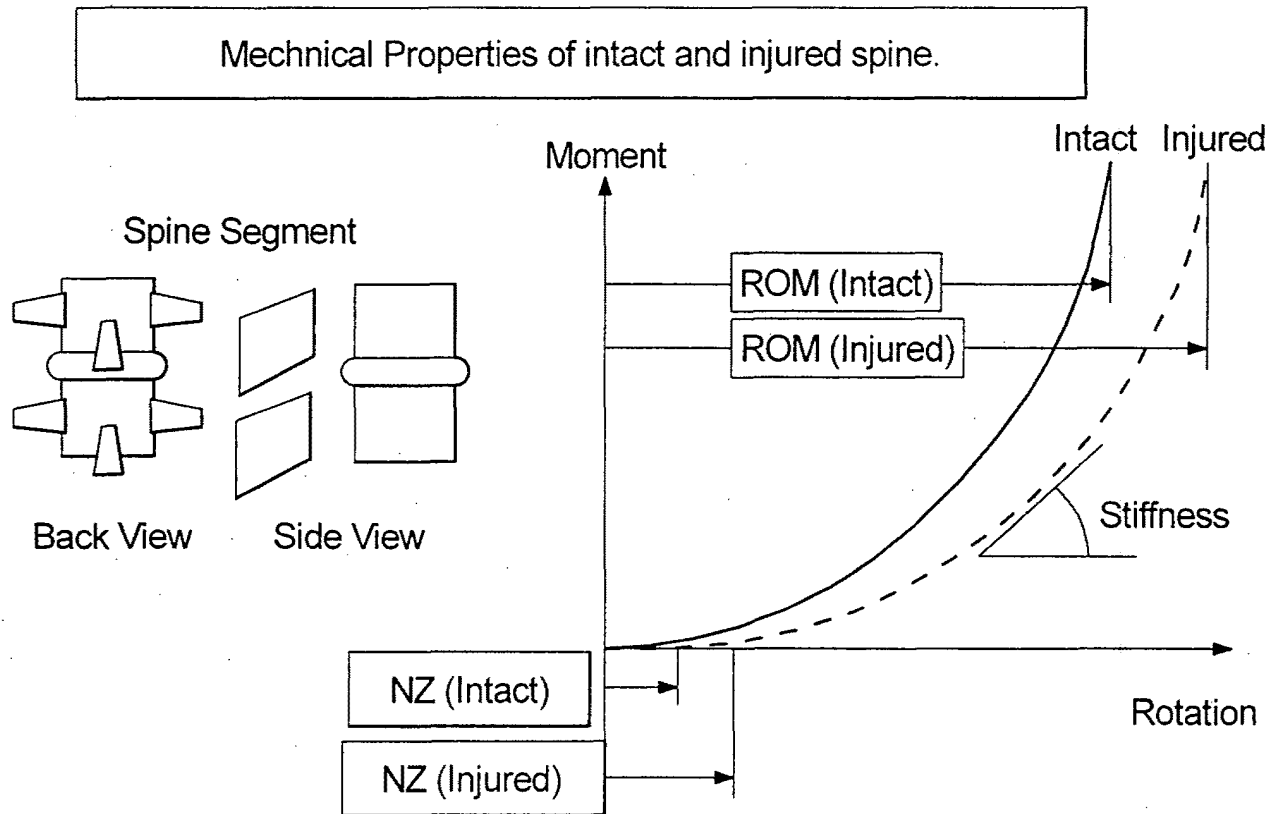 Mechnical Properties of intact and injured spine.
Moment
Intact
Injured
Spine Segment
ROM (Intact)
ROM (Injured)
Stiffness
Back View
Side View
NZ (Intact)
Rotation
NZ (Injured)